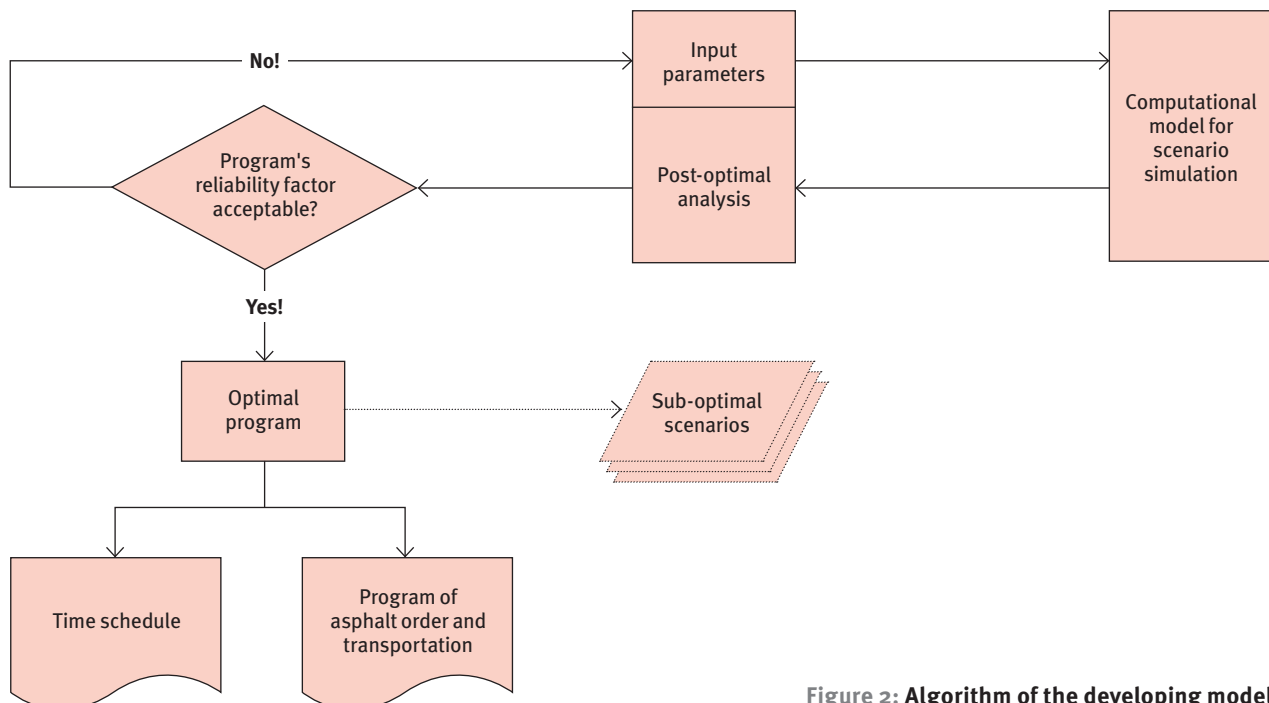 No!
Input
parameters
Computational
model for
scenario
simulation
Program's
reliability factor
acceptable?
Post-optimal
analysis
Yes!
Optimal
program
Sub-optimal
scenarios
Time schedule
Program of
asphalt order and
transportation
Figure 2: Algorithm of the developing model